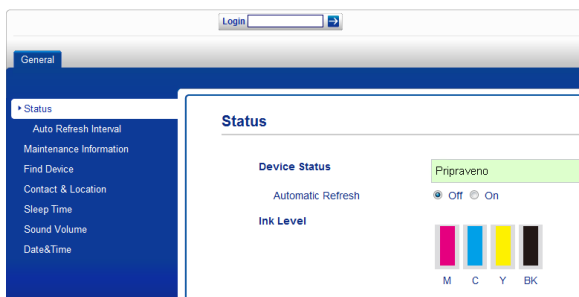 Login
General
Status
Auto Refresh Interval
Maintenance Information
Find Device
Contact & Location
Sleep Time
Sound Volume
Date&Time
Status
Device Status Pripraveno
Automatic Refresh Off On
Ink Level
M C Y BK